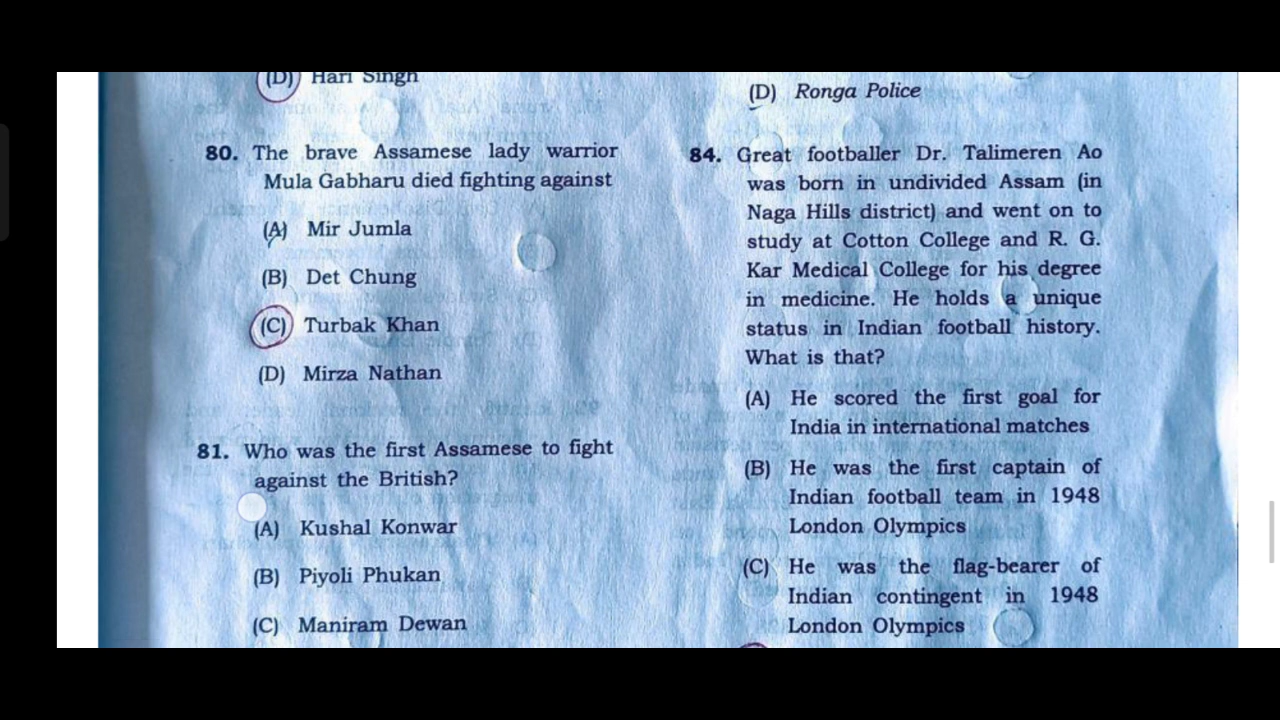 (D) Hari Singh
80. The brave Assamese lady warrior
Mula Gabharu died fighting against
(A) Mir Jumla
(B) Det Chung
(C) Turbak Khan
(D) Mirza Nathan
81. Who was the first Assamese to fight
against the British?
(A) Kushal Konwar
(B) Piyoli Phukan
(C) Maniram Dewan
(D) Ronga Police
84. Great footballer Dr. Talimeren Ao
was born in undivided Assam (in
Naga Hills district) and went on to
study at Cotton College and R. G.
Kar Medical College for his degree
in medicine. He holds a unique
status in Indian football history.
What is that?
(A) He scored the first goal for
India in international matches
(B) He was the first captain of
Indian football team in 1948
London Olympics
(C) He was the flag-bearer of
Indian contingent in 1948
London Olympics